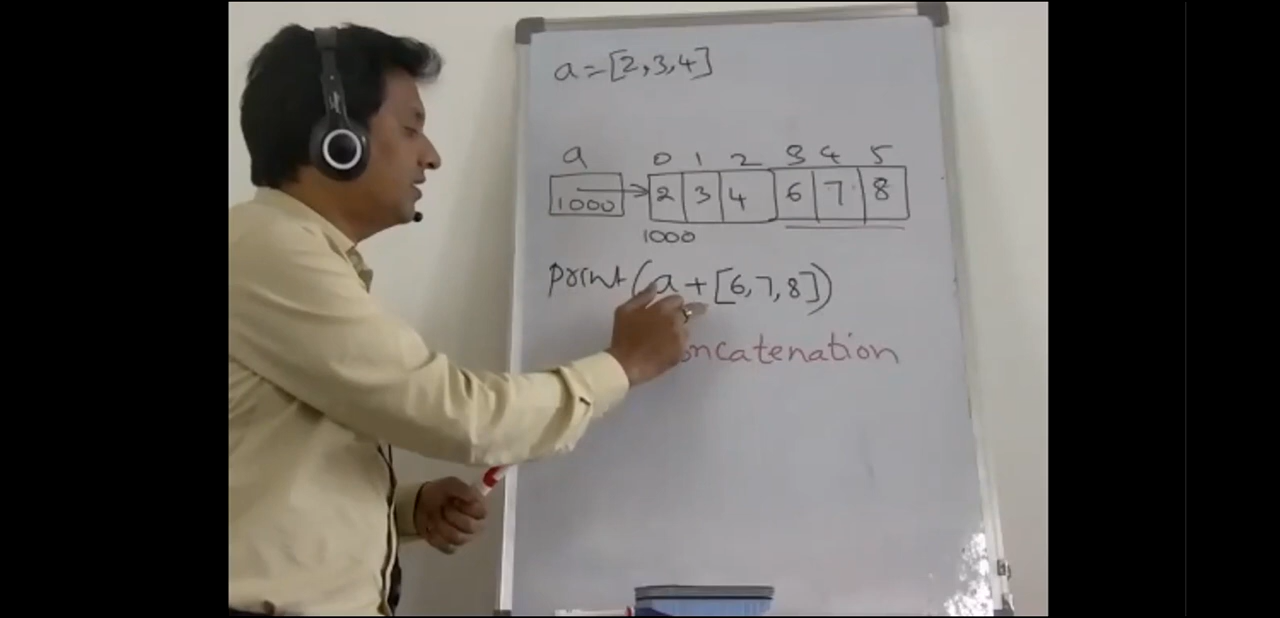 a=[2,3,4]
a 0 1 2 3 4 5
1000 2 3 4 6 7 8
1000
print(a+[6,7,8])
oncatenation